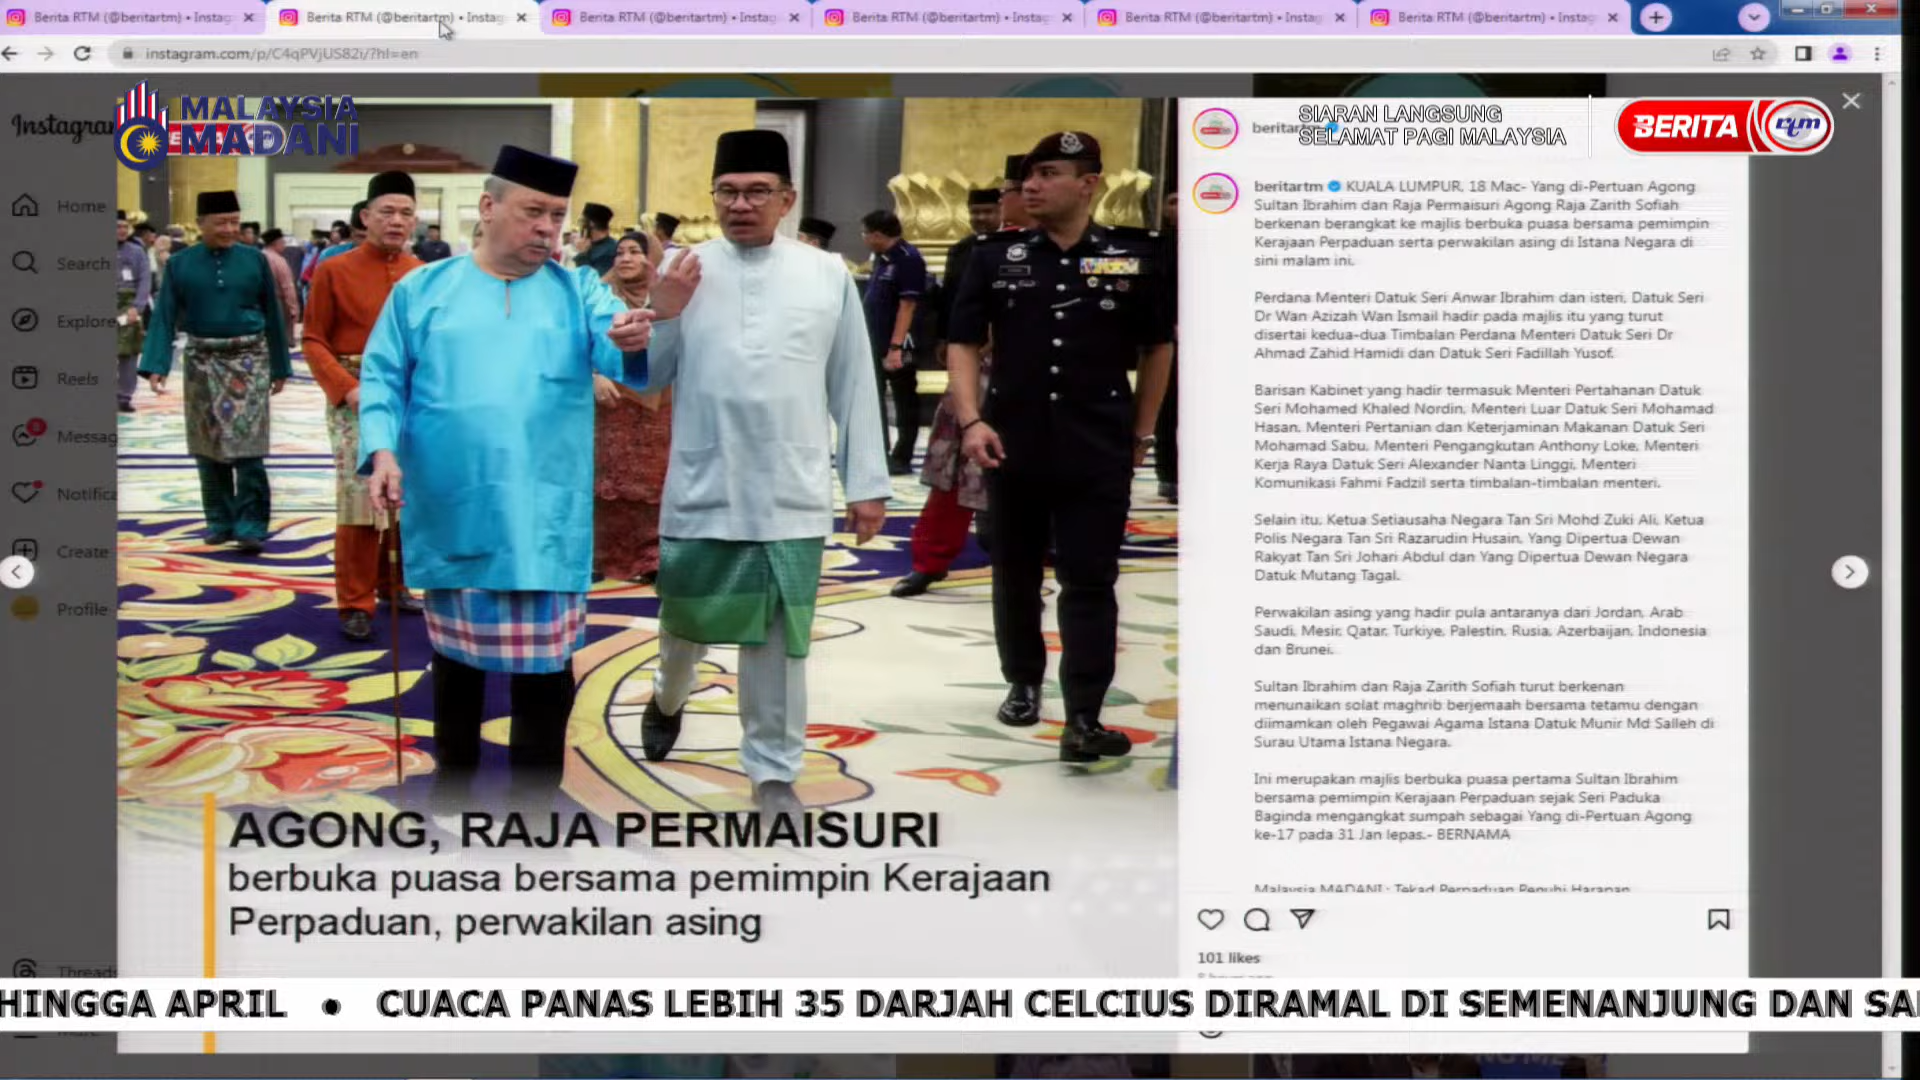 Berita RTM (@beritartm) • Instag
Berita RTM (@beritartm) • Instag
Berita RTM (@beritartm) • Instag
Berita RTM (@beritartm) • Instag
Berita RTM (@beritartm) • Instag
Berita RTM (@beritartm) • Instag
instagram.com/p/C4qPVjUS82i/?hl=en
Instagram
MALAYSIA
MADANI
SIARAN LANGSUNG
SELAMAT PAGI MALAYSIA
BERITA rtm
Home
Search
Explore
Reels
Messag
Notifica
Create
Profile
Threads
beritartm KUALA LUMPUR, 18 Mac- Yang di-Pertuan Agong
Sultan Ibrahim dan Raja Permaisuri Agong Raja Zarith Sofiah
berkenan berangkat ke majlis berbuka puasa bersama pemimpin
Kerajaan Perpaduan serta perwakilan asing di Istana Negara di
sini malam ini.
Perdana Menteri Datuk Seri Anwar Ibrahim dan isteri, Datuk Seri
Dr Wan Azizah Wan Ismail hadir pada majlis itu yang turut
disertai kedua-dua Timbalan Perdana Menteri Datuk Seri Dr
Ahmad Zahid Hamidi dan Datuk Seri Fadillah Yusof.
Barisan Kabinet yang hadir termasuk Menteri Pertahanan Datuk
Seri Mohamed Khaled Nordin, Menteri Luar Datuk Seri Mohamad
Hasan, Menteri Pertanian dan Keterjaminan Makanan Datuk Seri
Mohamad Sabu, Menteri Pengangkutan Anthony Loke, Menteri
Kerja Raya Datuk Seri Alexander Nanta Linggi, Menteri
Komunikasi Fahmi Fadzil serta timbalan-timbalan menteri.
Selain itu, Ketua Setiausaha Negara Tan Sri Mohd Zuki Ali, Ketua
Polis Negara Tan Sri Razarudin Husain, Yang Dipertua Dewan
Rakyat Tan Sri Johari Abdul dan Yang Dipertua Dewan Negara
Datuk Mutang Tagal.
Perwakilan asing yang hadir pula antaranya dari Jordan, Arab
Saudi, Mesir, Qatar, Turkiye, Palestin, Rusia, Azerbaijan, Indonesia
dan Brunei.
Sultan Ibrahim dan Raja Zarith Sofiah turut berkenan
menunaikan solat maghrib berjemaah bersama tetamu dengan
diimamkan oleh Pegawai Agama Istana Datuk Munir Md Salleh di
Surau Utama Istana Negara.
Ini merupakan majlis berbuka puasa pertama Sultan Ibrahim
bersama pemimpin Kerajaan Perpaduan sejak Seri Paduka
Baginda mengangkat sumpah sebagai Yang di-Pertuan Agong
ke-17 pada 31 Jan lepas.- BERNAMA
Malaysia MADANI : Tekad Perpaduan Penuhi Harapan
101 likes
AGONG, RAJA PERMAISURI
berbuka puasa bersama pemimpin Kerajaan
Perpaduan, perwakilan asing
HINGGA APRIL • CUACA PANAS LEBIH 35 DARJAH CELCIUS DIRAMAL DI SEMENANJUNG DAN SA